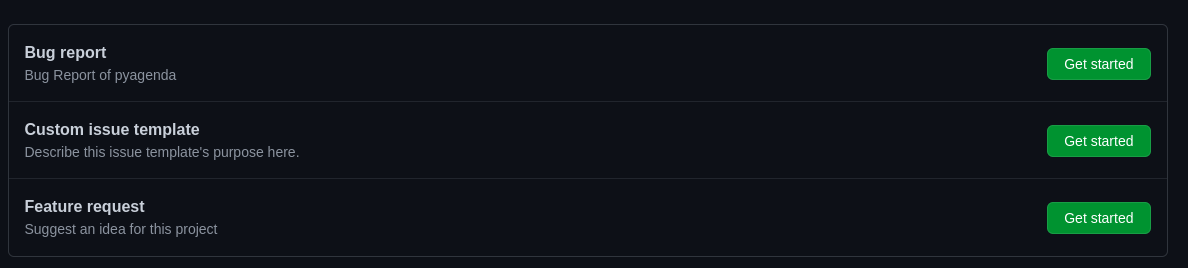 Bug report
Bug Report of pyagenda
Get started
Custom issue template
Describe this issue template's purpose here.
Get started
Feature request
Suggest an idea for this project
Get started